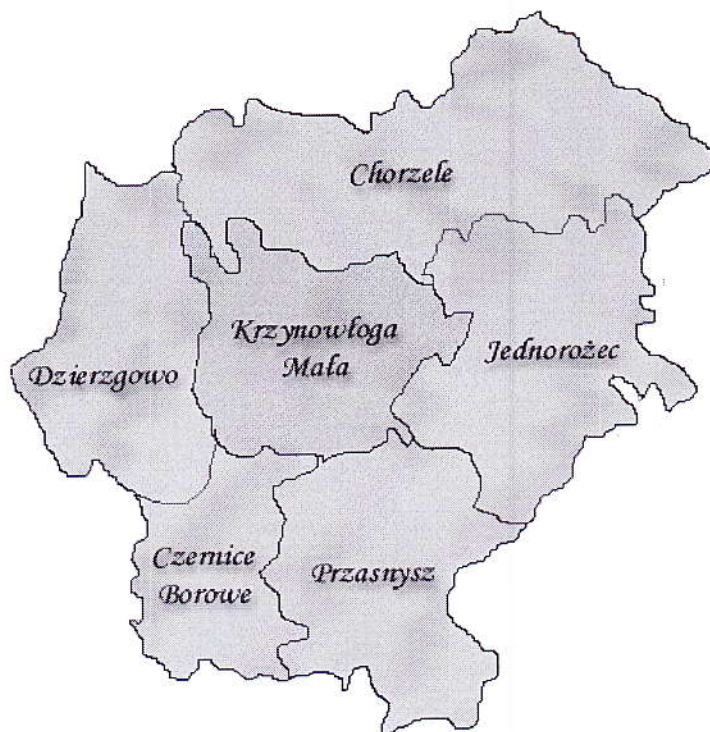 Chorzele
Krzynowłoga
Mała
Jednorożec
Dzierzgowo
Czernice
Borowe
Przasnysz